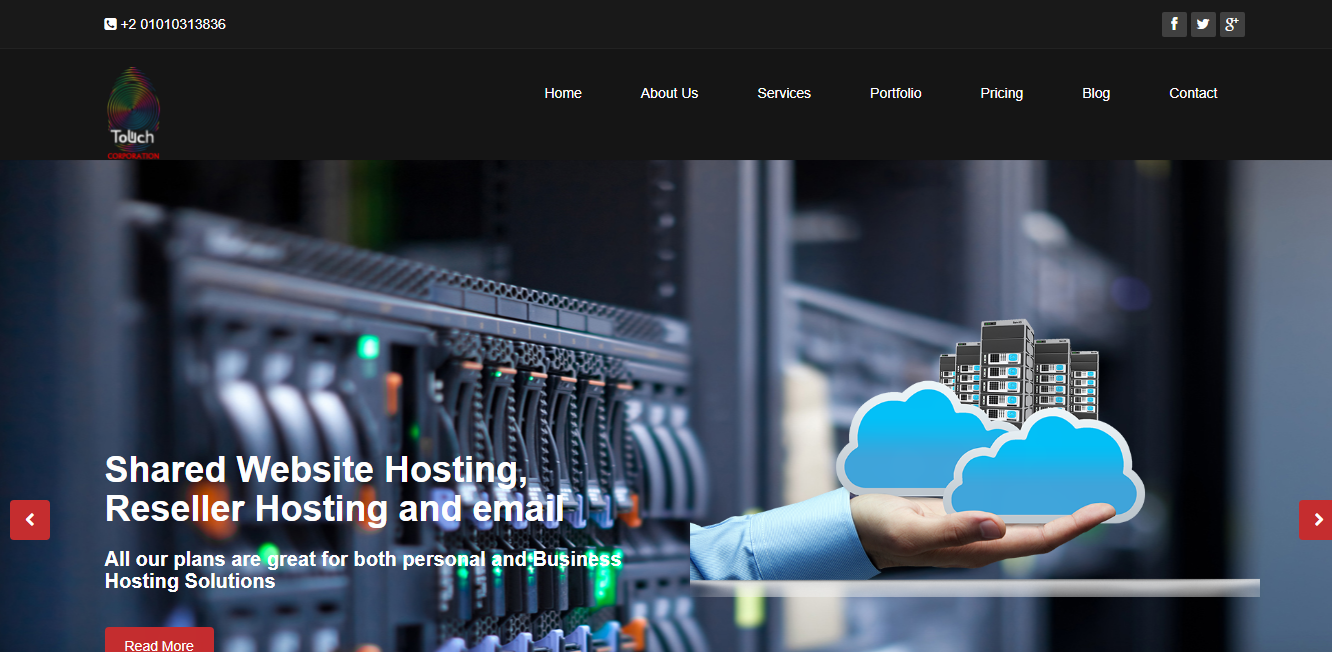 +2 01010313836
Touch
CORPORATION
Home
About Us
Services
Portfolio
Pricing
Blog
Contact
Shared Website Hosting,
Reseller Hosting and email
All our plans are great for both personal and Business
Hosting Solutions
Read More